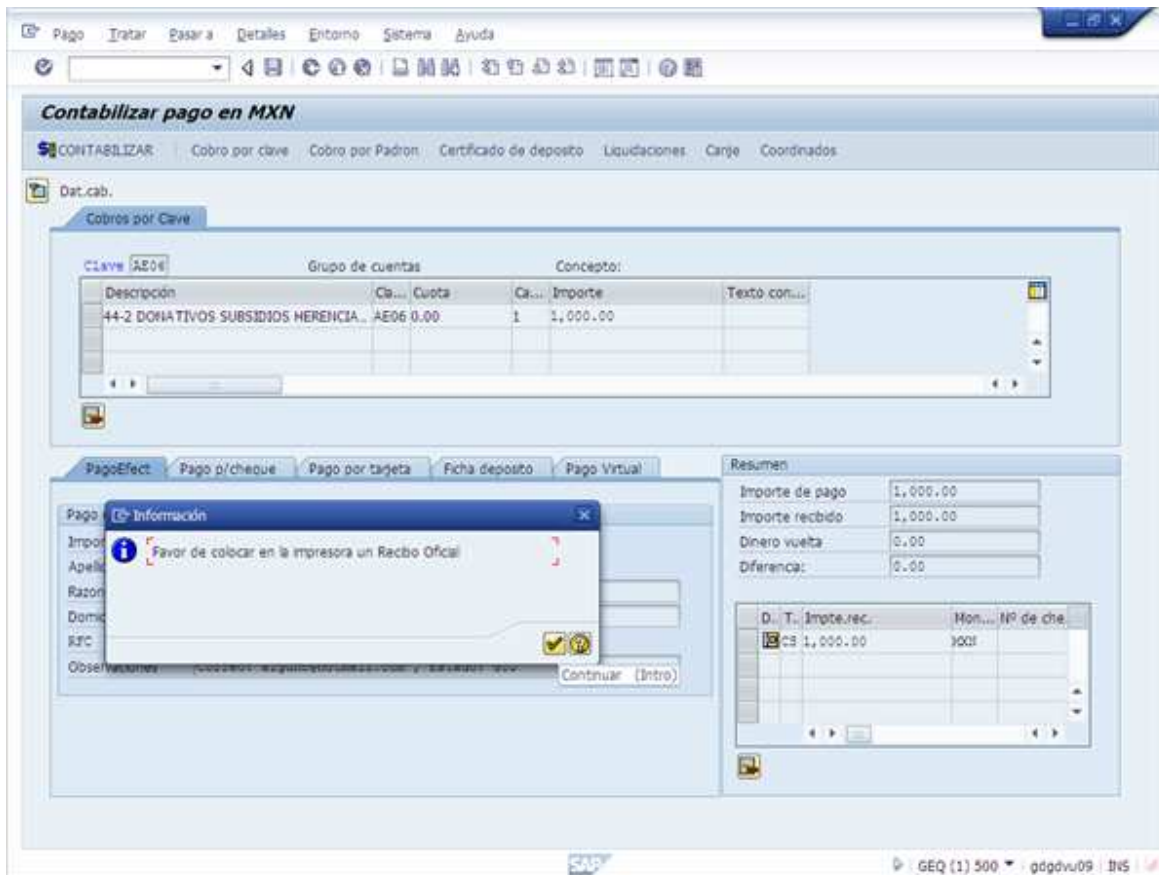 Pago Tratar Pasar a Detalles Entorno Sistema Ayuda
Contabilizar pago en MXN
CONTABILIZAR Cobro por clave Cobro por Padron Certificado de deposito Liquidaciones Canje Coordinados
Dat.cab.
Cobros por Clave
Clave AE06 Grupo de cuentas Concepto:
Descripción Cla... Cuota Ca... Importe Texto con...
44-2 DONATIVOS SUBSIDIOS HERENCIA.. AE06 0.00 1 1,000.00
PagoEfect Pago p/cheque Pago por tarjeta Ficha deposito Pago Virtual
Resumen
Importe de pago 1,000.00
Importe recbido 1,000.00
Dinero vuelta 0.00
Diferencia: 0.00
Pago
Información
Favor de colocar en la impresora un Recibo Oficial
Impor
Apelli
Razon
Domic
RFC
Continuar (Intro)
D.. T.. Impte.rec. Mon... Nº de che
CS 1,000.00
SAP
GEQ (1) 500 gdgdvu09 INS